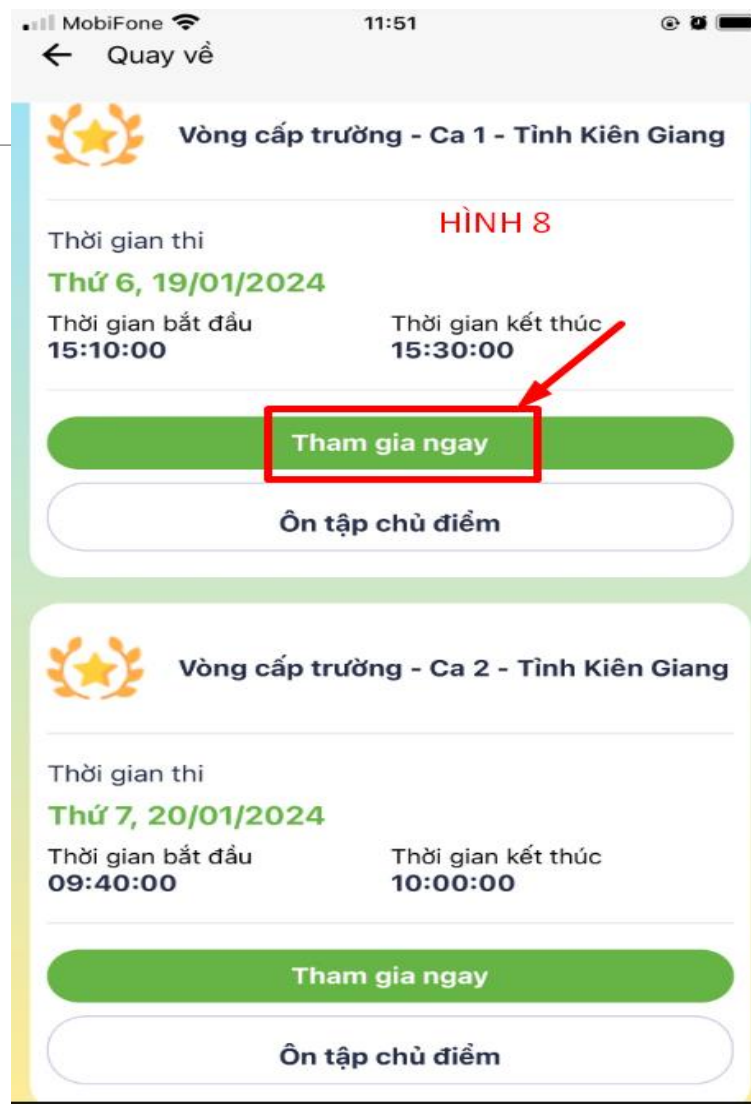 MobiFone 11:51
← Quay về
Vòng cấp trường - Ca 1 - Tỉnh Kiên Giang
HÌNH 8
Thời gian thi
Thứ 6, 19/01/2024
Thời gian bắt đầu Thời gian kết thúc
15:10:00 15:30:00
Tham gia ngay
Ôn tập chủ điểm
Vòng cấp trường - Ca 2 - Tỉnh Kiên Giang
Thời gian thi
Thứ 7, 20/01/2024
Thời gian bắt đầu Thời gian kết thúc
09:40:00 10:00:00
Tham gia ngay
Ôn tập chủ điểm